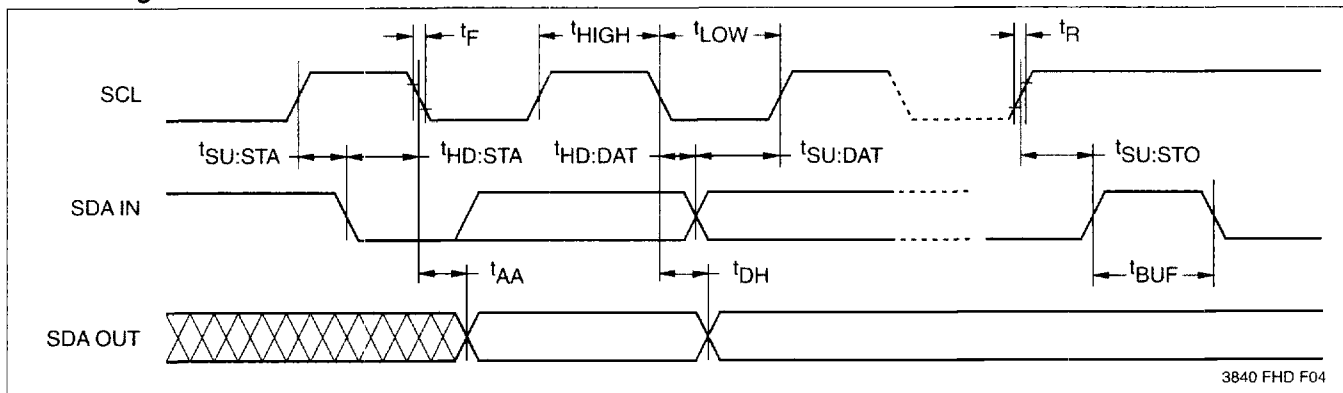 tF tHIGH tLOW tR
SCL
tSU:STA tHD:STA tHD:DAT tSU:DAT tSU:STO
SDA IN
tAA tDH tBUF
SDA OUT
3840 FHD F04